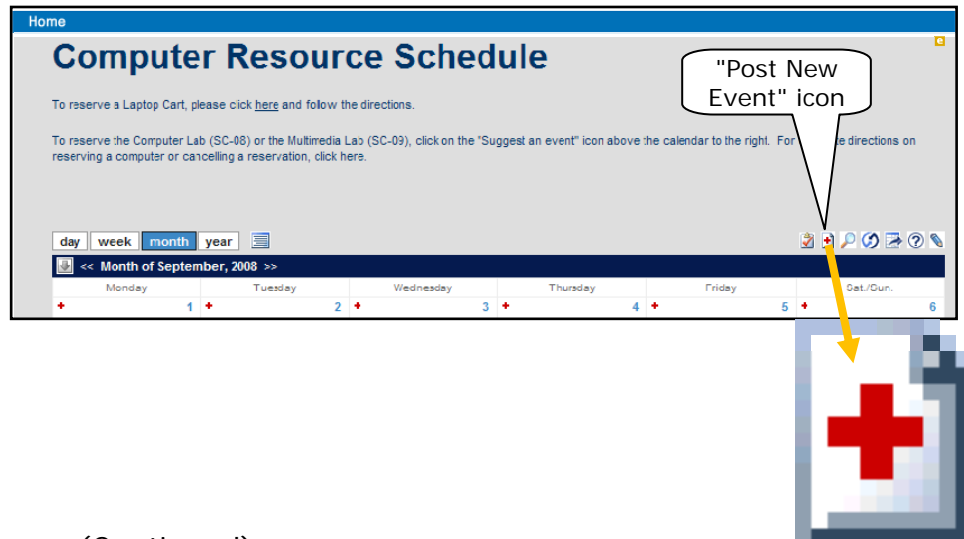 Home
Computer Resource Schedule
"Post New
Event" icon
To reserve a Laptop Cart, please click here and follow the directions.
To reserve the Computer Lab (SC-08) or the Multimedia Lab (SC-09), click on the "Suggest an event" icon above the calendar to the right. For te directions on
reserving a computer or cancelling a reservation, click here.
day week month year
<< Month of September, 2008 >>
Monday Tuesday Wednesday Thursday Friday Sat./Sun.
1 2 3 4 5 6